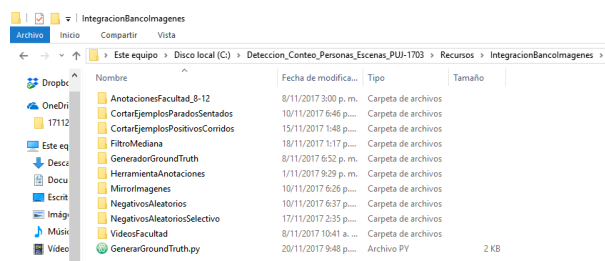 IntegracionBancoImagenes
Archivo Inicio Compartir Vista
Este equipo > Disco local (C:) > Deteccion_Conteo_Personas_Escenas_PUJ-1703 > Recursos > IntegracionBancoImagenes >
Nombre Fecha de modifica... Tipo Tamaño
Dropbo
AnotacionesFacultad_8-12 8/11/2017 3:00 p. m. Carpeta de archivos
CortarEjemplosParadosSentados 10/11/2017 6:46 p.... Carpeta de archivos
OneDri
CortarEjemplosPositivosCorridos 15/11/2017 1:48 p.... Carpeta de archivos
17112
FiltroMediana 18/11/2017 1:17 p.... Carpeta de archivos
Este eq
GeneradorGroundTruth 8/11/2017 6:52 p. m. Carpeta de archivos
Desca
HerramientaAnotaciones 1/11/2017 9:29 p. m. Carpeta de archivos
Docu
MirrorImagenes 10/11/2017 6:26 p.... Carpeta de archivos
Escrit
NegativosAleatorios 10/11/2017 6:37 p.... Carpeta de archivos
Imáge
NegativosAleatoriosSelectivo 17/11/2017 2:35 p.... Carpeta de archivos
Músic
VideosFacultad 8/11/2017 10:41 a. ... Carpeta de archivos
Vídeo
GenerarGroundTruth.py 20/11/2017 9:48 p.... Archivo PY 2 KB